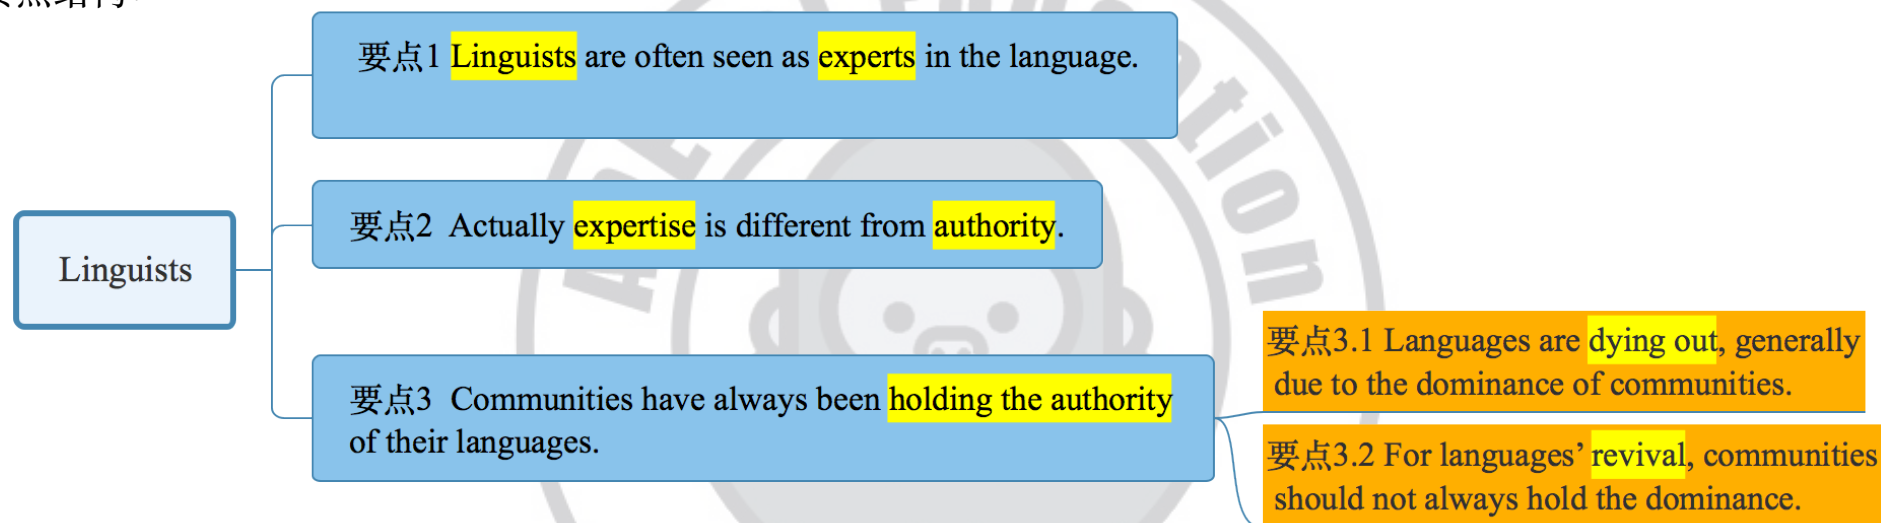 Linguists
要点1 Linguists are often seen as experts in the language.
要点2 Actually expertise is different from authority.
要点3 Communities have always been holding the authority
of their languages.
要点3.1 Languages are dying out, generally
due to the dominance of communities.
要点3.2 For languages’ revival, communities
should not always hold the dominance.